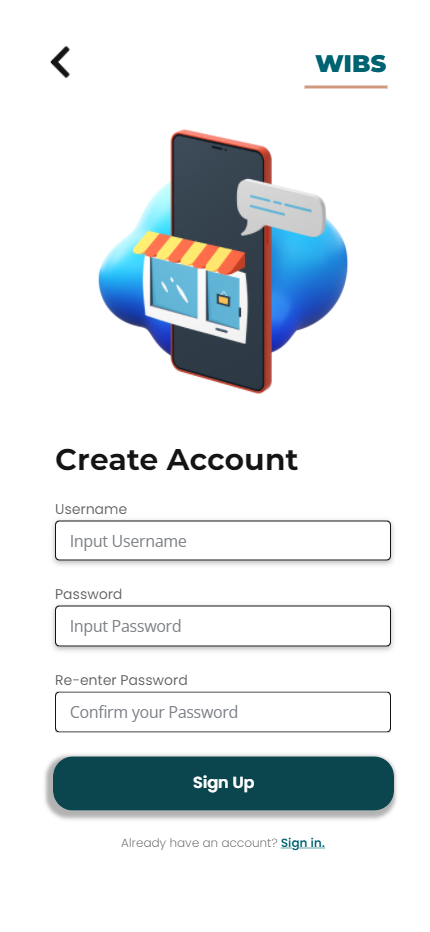 WIBS
Create Account
Username
Input Username
Password
Input Password
Re-enter Password
Confirm your Password
Sign Up
Already have an account? Sign in.